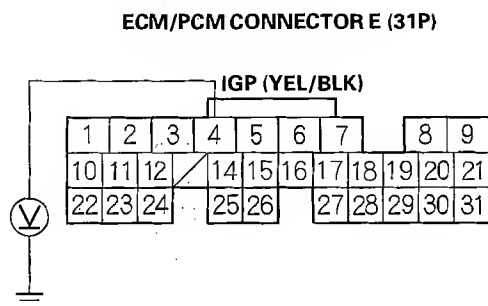 ECM/PCM CONNECTOR E (31P)
IGP (YEL/BLK)
1 2 3 4 5 6 7 8 9
10 11 12 14 15 16 17 18 19 20 21
22 23 24 25 26 27 28 29 30 31
V